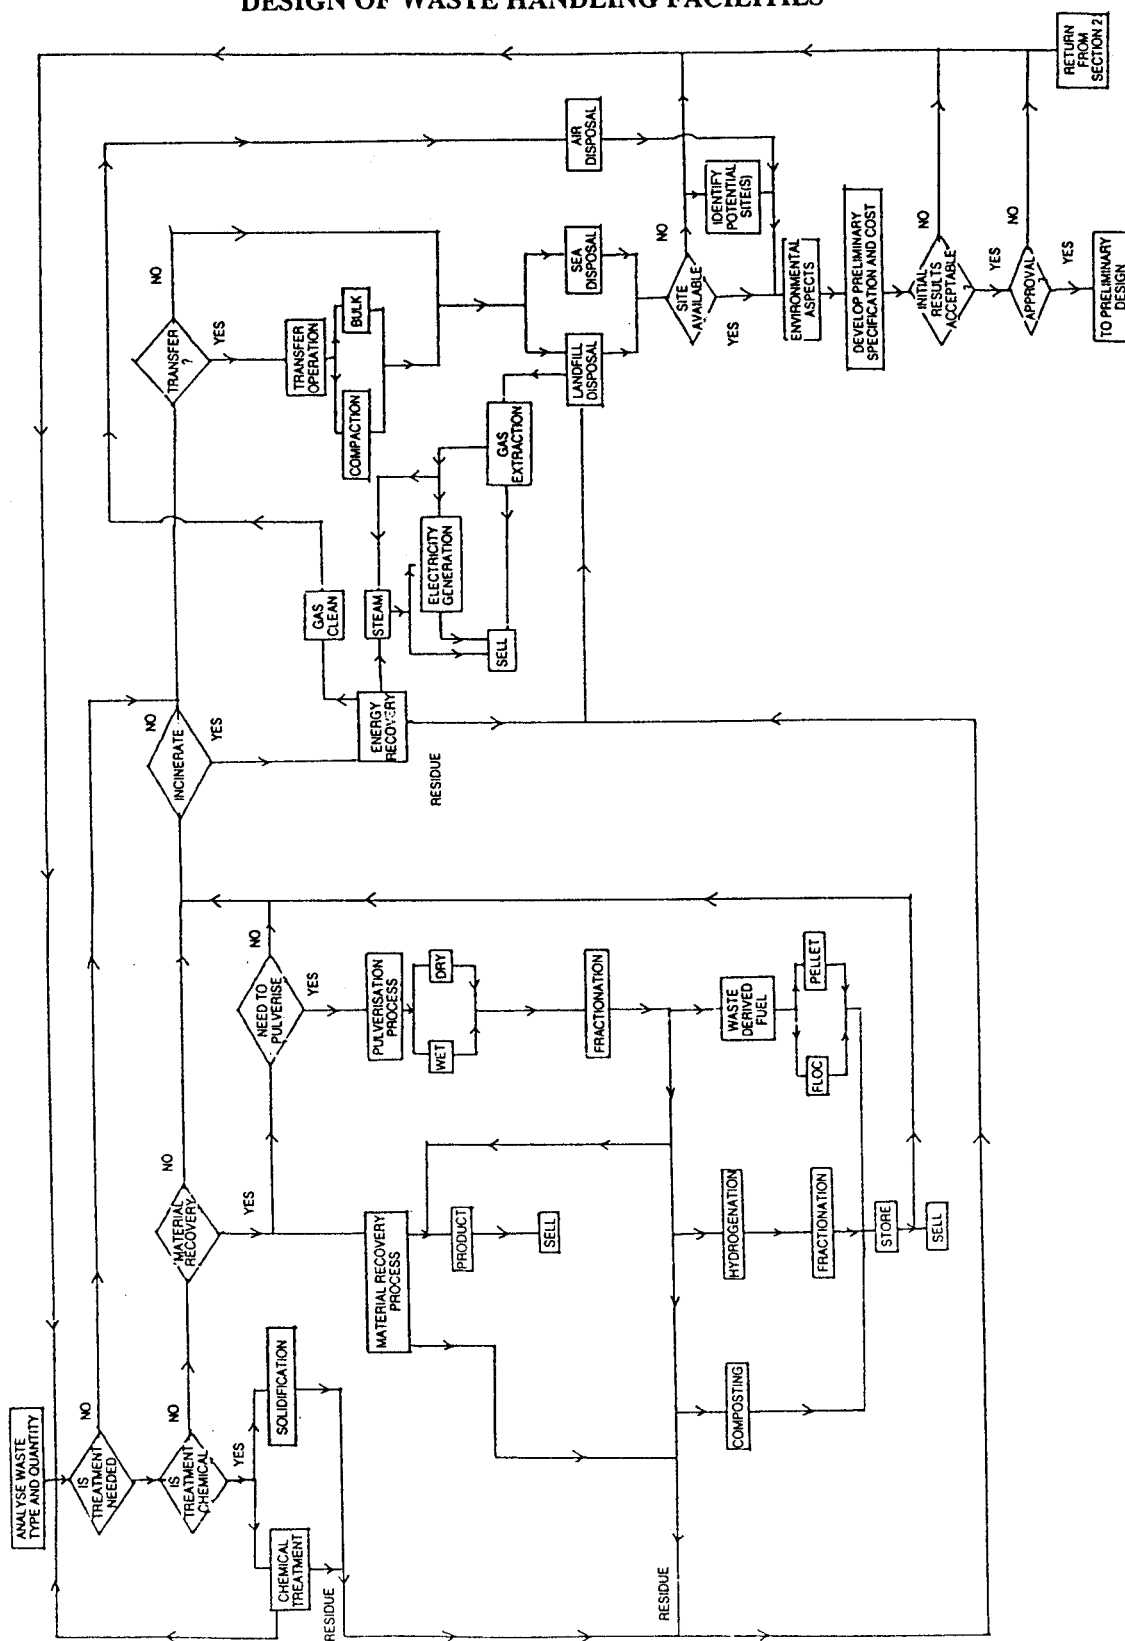 DESIGN OF WASTE HANDLING FACILITIES
ANALYSE WASTE
TYPE AND QUANTITY
IS
TREATMENT
NEEDED
NO
IS
TREATMENT
CHEMICAL
NO
YES
CHEMICAL
TREATMENT
SOLIDIFICATION
RESIDUE
MATERIAL
RECOVERY
NO
YES
MATERIAL RECOVERY
PROCESS
PRODUCT
SELL
NEED TO
PULVERISE
NO
YES
PULVERISATION
PROCESS
WET
DRY
FRACTIONATION
WASTE
DERIVED
FUEL
FLOC
PELLET
HYDROGENATION
FRACTIONATION
COMPOSTING
STORE
SELL
RESIDUE
INCINERATE
NO
YES
ENERGY
RECOVERY
RESIDUE
GAS
CLEAN
STEAM
ELECTRICITY
GENERATION
SELL
GAS
EXTRACTION
TRANSFER
?
NO
YES
TRANSFER
OPERATION
COMPACTION
BULK
LANDFILL
DISPOSAL
SEA
DISPOSAL
AIR
DISPOSAL
SITE
AVAILABLE
NO
YES
IDENTIFY
POTENTIAL
SITE(S)
ENVIRONMENTAL
ASPECTS
DEVELOP PRELIMINARY
SPECIFICATION AND COST
INITIAL
RESULTS
ACCEPTABLE
?
NO
YES
APPROVAL
?
NO
YES
TO PRELIMINARY
DESIGN
RETURN
FROM
SECTION 2